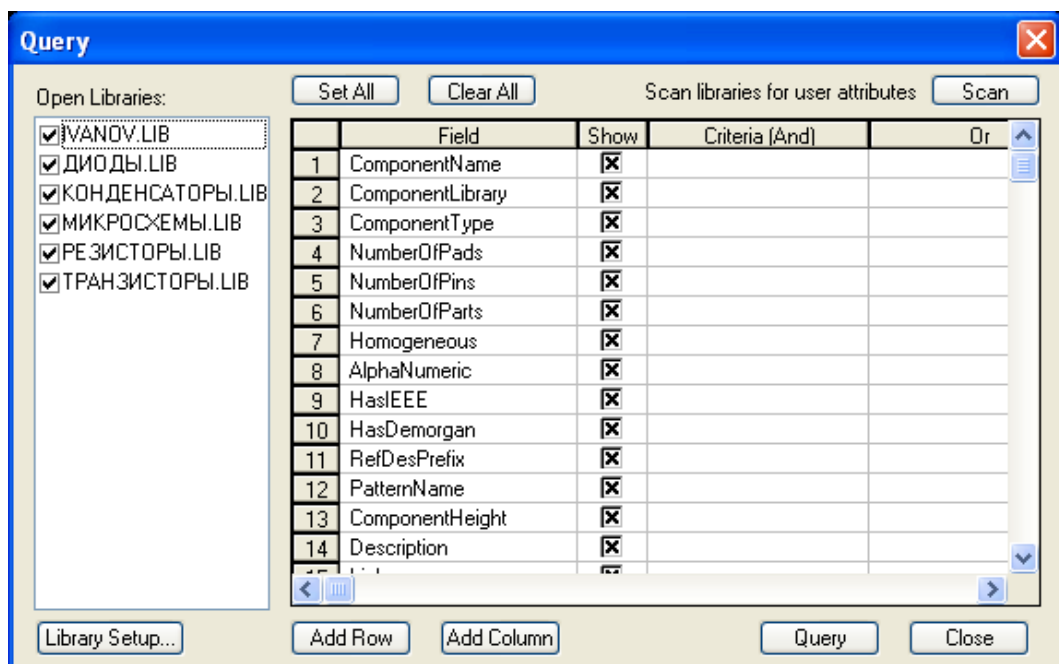 Query
Open Libraries:
Set All Clear All Scan libraries for user attributes Scan
IVANOV.LIB
ДИОДЫ.LIB
КОНДЕНСАТОРЫ.LIB
МИКРОСХЕМЫ.LIB
РЕЗИСТОРЫ.LIB
ТРАНЗИСТОРЫ.LIB
Field Show Criteria (And) Or
1 ComponentName
2 ComponentLibrary
3 ComponentType
4 NumberOfPads
5 NumberOfPins
6 NumberOfParts
7 Homogeneous
8 AlphaNumeric
9 HasIEEE
10 HasDemorgan
11 RefDesPrefix
12 PatternName
13 ComponentHeight
14 Description
Library Setup... Add Row Add Column Query Close